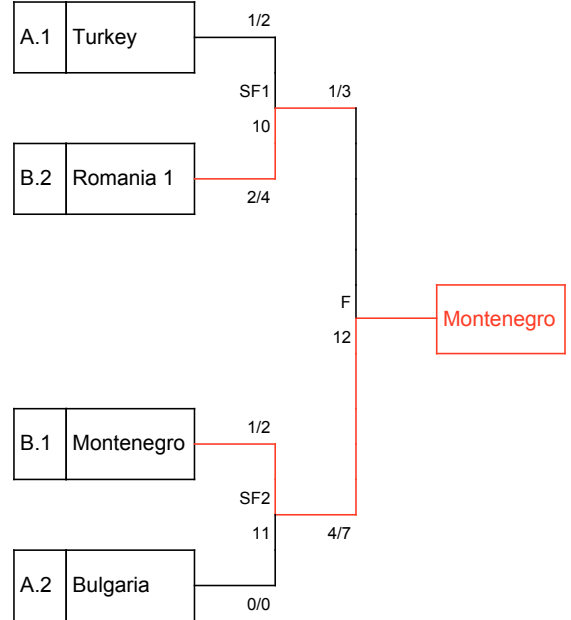 1/2
A.1 Turkey
SF1 1/3
10
B.2 Romania 1
2/4
F
Montenegro
12
1/2
B.1 Montenegro
SF2
11 4/7
A.2 Bulgaria
0/0